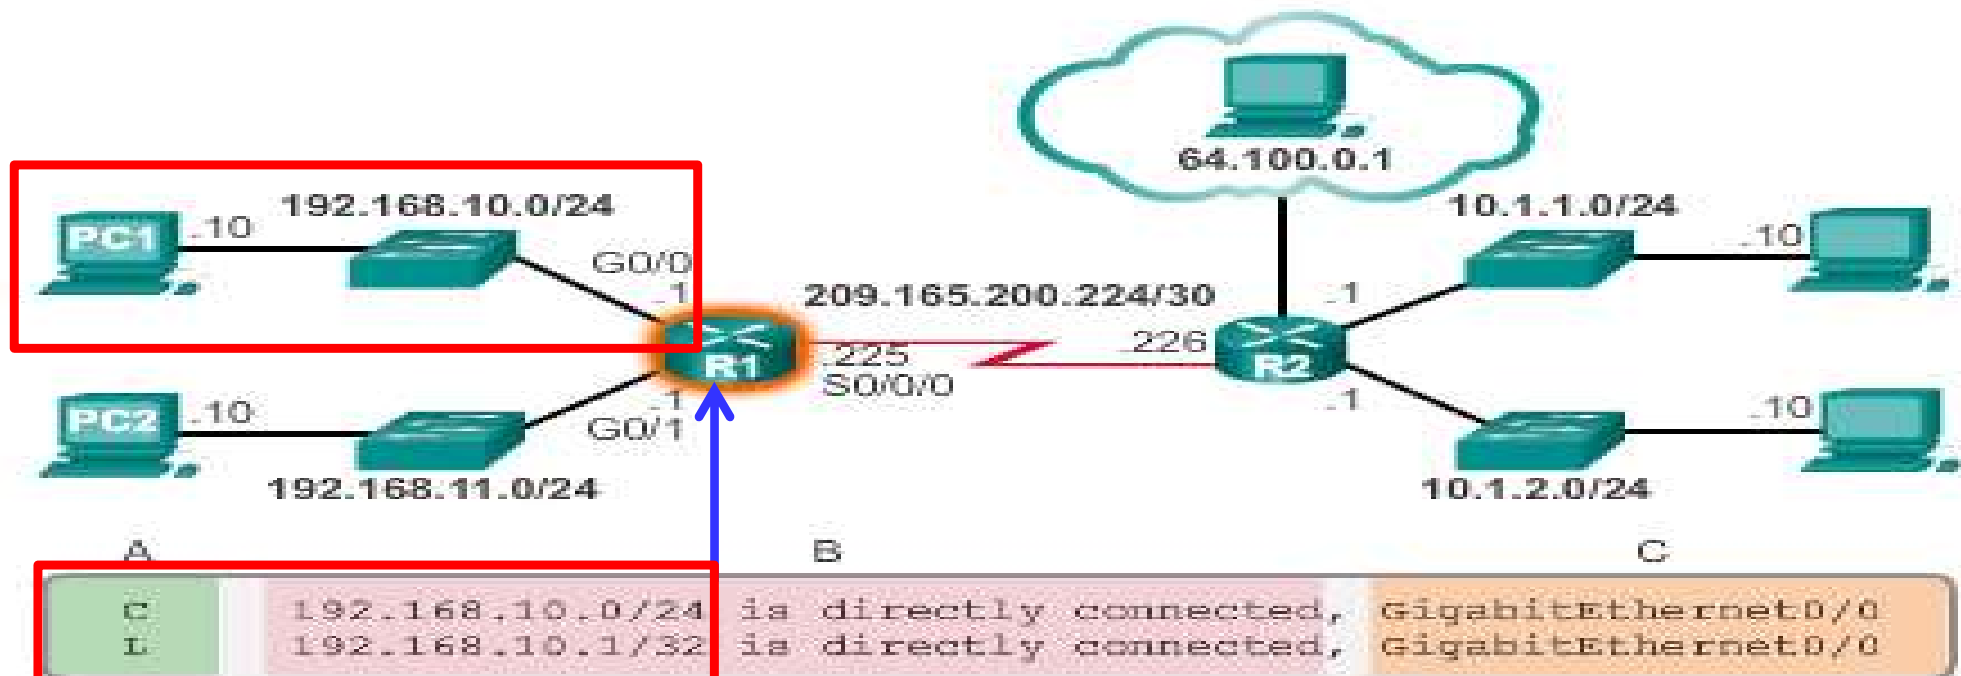 64.100.0.1
192.168.10.0/24
10.1.1.0/24
PC1
.10
.10
G0/0
.1
209.165.200.224/30
.1
R1
.225
.226
R2
S0/0/0
PC2
.10
.1
G0/1
.1
.10
192.168.11.0/24
10.1.2.0/24
A B C
C 192.168.10.0/24 is directly connected, GigabitEthernet0/0
L 192.168.10.1/32 is directly connected, GigabitEthernet0/0